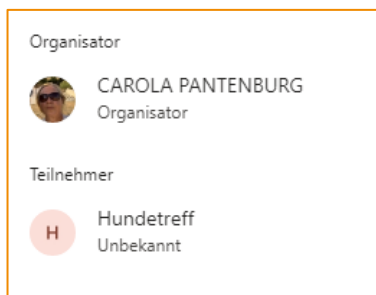 Organisator
CAROLA PANTENBURG
Organisator
Teilnehmer
H
Hundetreff
Unbekannt